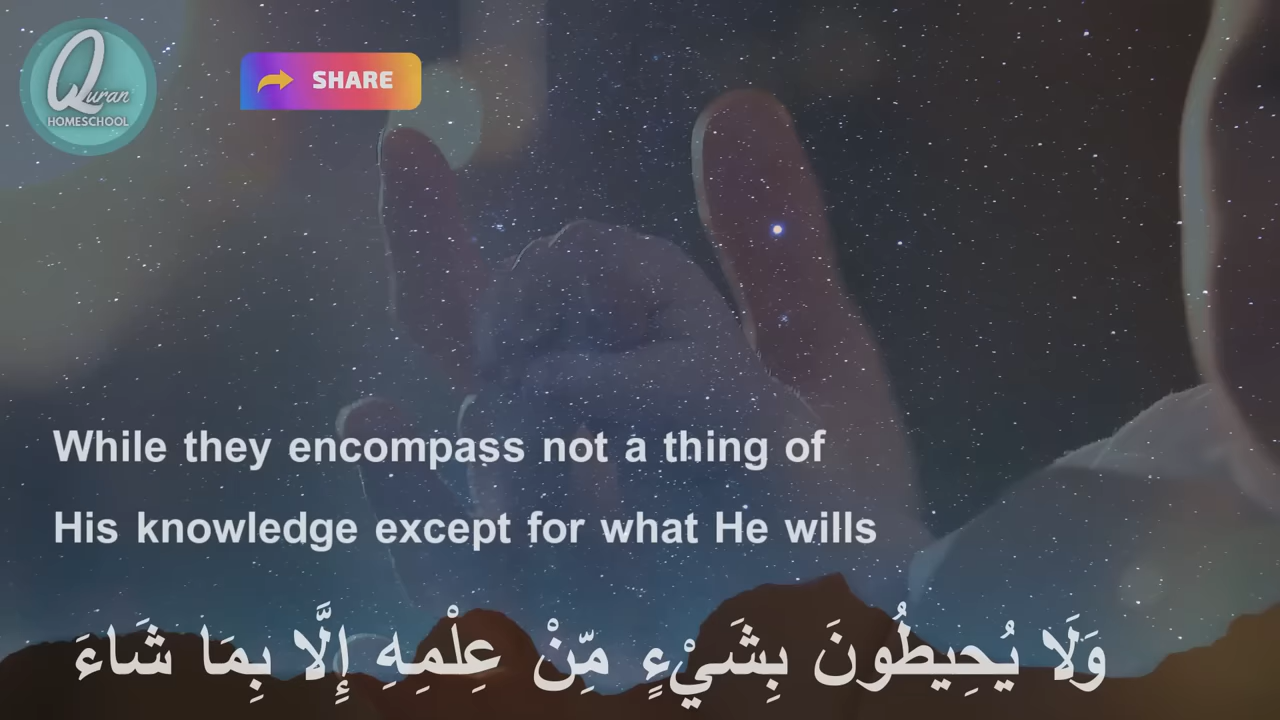 Quran
HOMESCHOOL
SHARE
While they encompass not a thing of
His knowledge except for what He wills
وَلَا يُحِيطُونَ بِشَيْءٍ مِّنْ عِلْمِهِ إِلَّا بِمَا شَاءَ